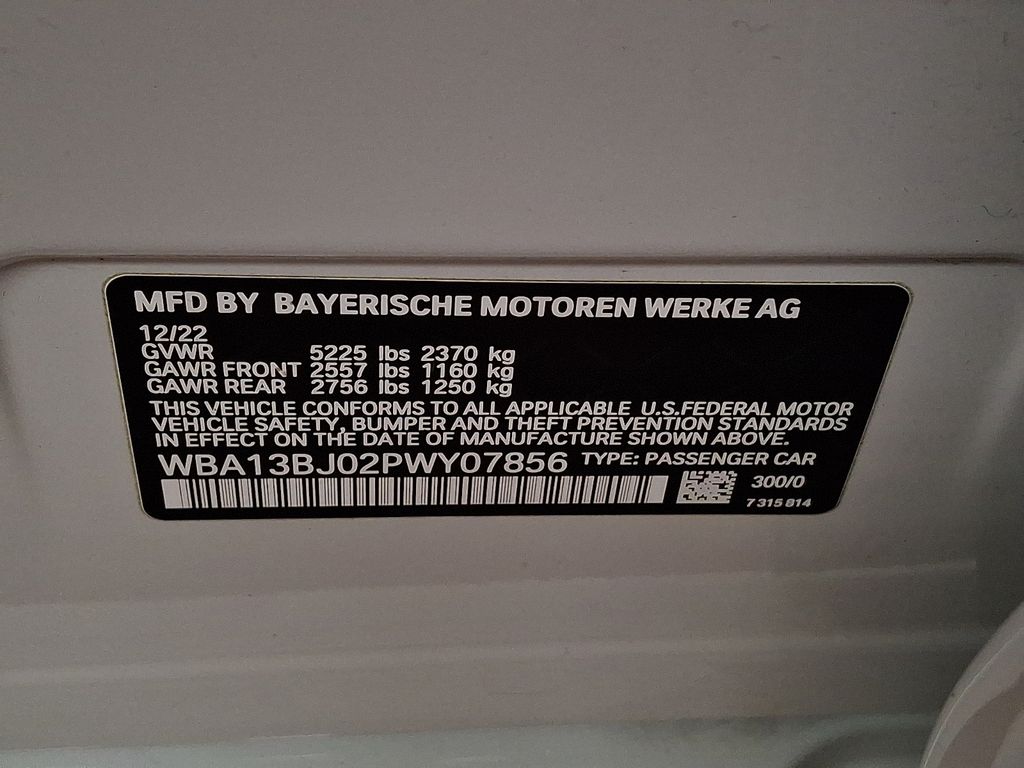 MFD BY BAYERISCHE MOTOREN WERKE AG
12/22
GVWR 5225 lbs 2370 kg
GAWR FRONT 2557 lbs 1160 kg
GAWR REAR 2756 lbs 1250 kg
THIS VEHICLE CONFORMS TO ALL APPLICABLE U.S.FEDERAL MOTOR
VEHICLE SAFETY, BUMPER AND THEFT PREVENTION STANDARDS
IN EFFECT ON THE DATE OF MANUFACTURE SHOWN ABOVE.
WBA13BJ02PWY07856 TYPE: PASSENGER CAR
300/0
7 315 814